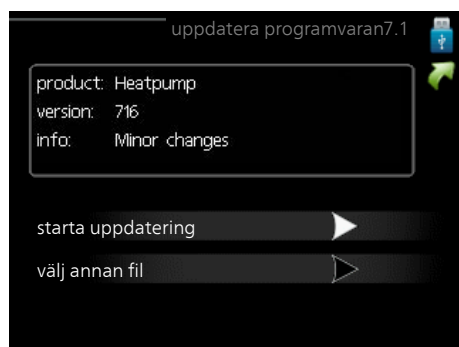 uppdatera programvaran7.1
product: Heatpump
version: 716
info: Minor changes
starta uppdatering
välj annan fil